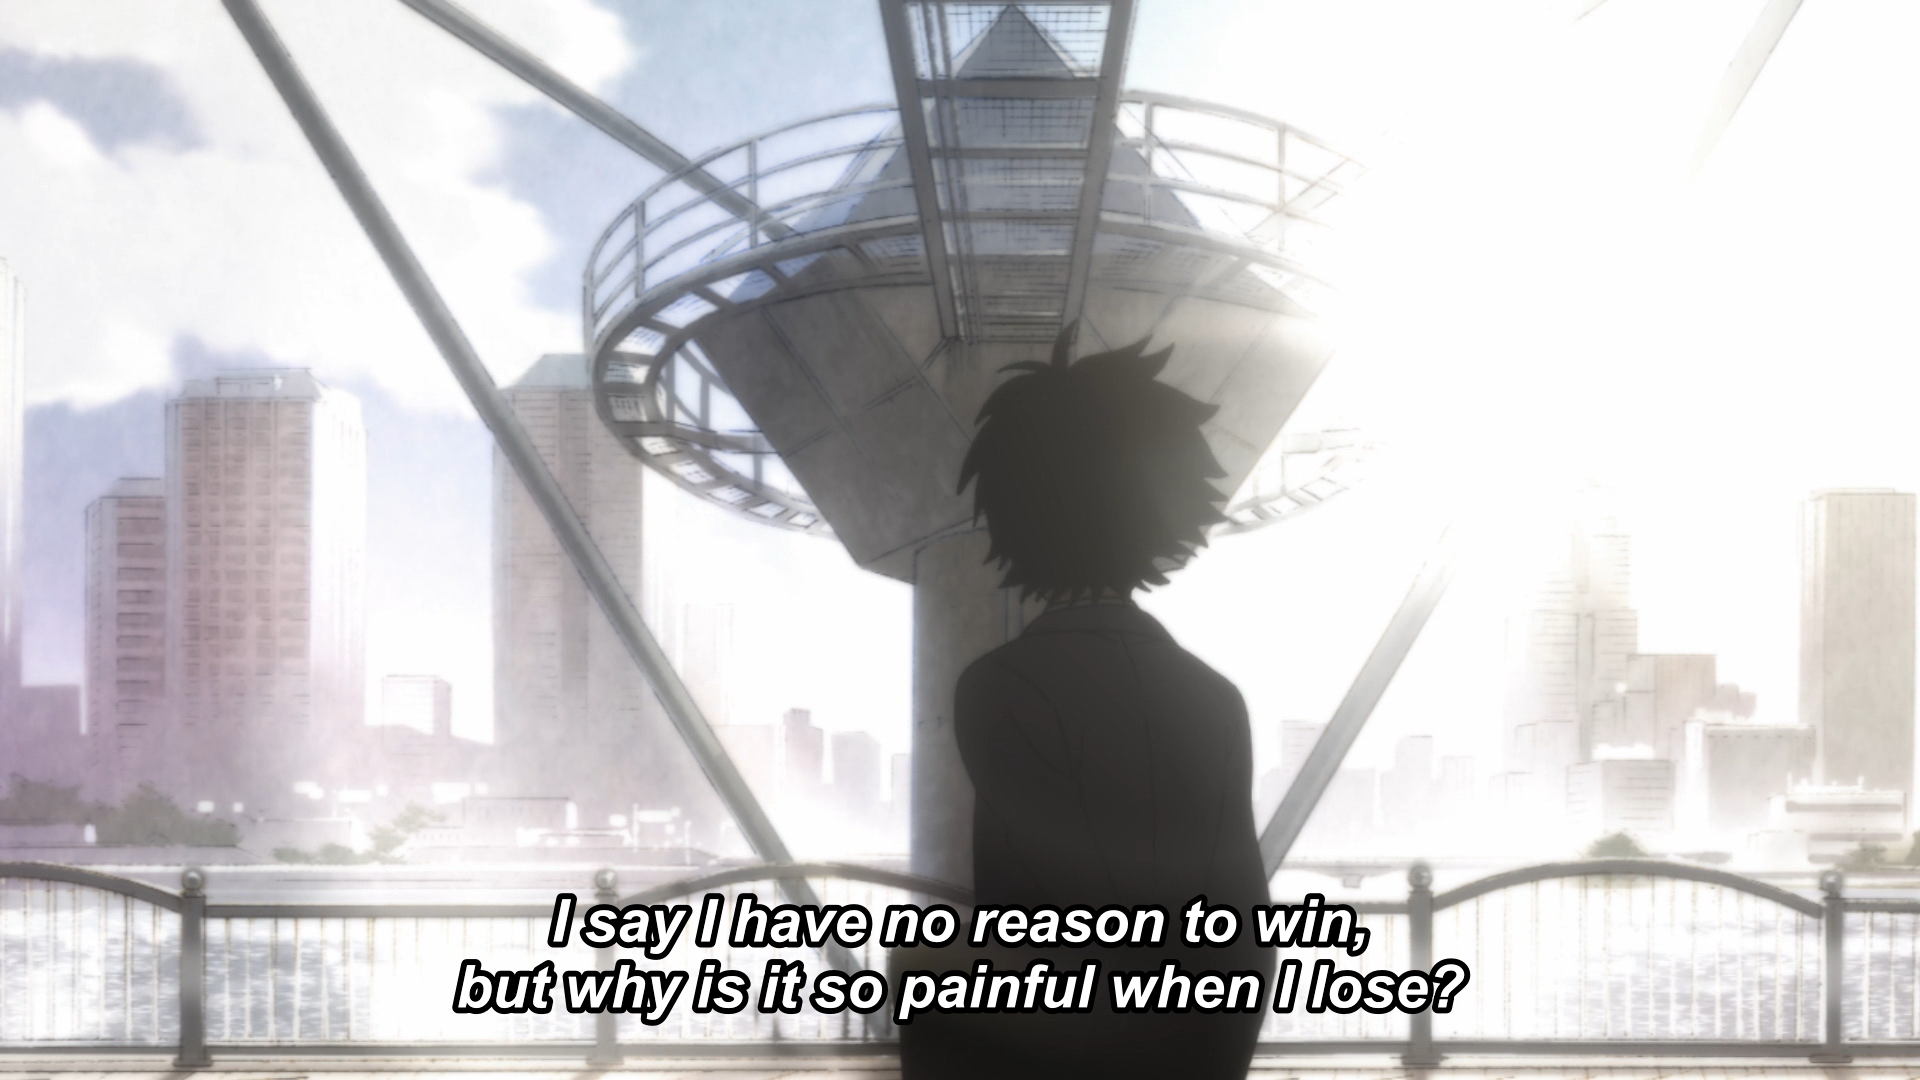 I say I have no reason to win,
but why is it so painful when I lose?